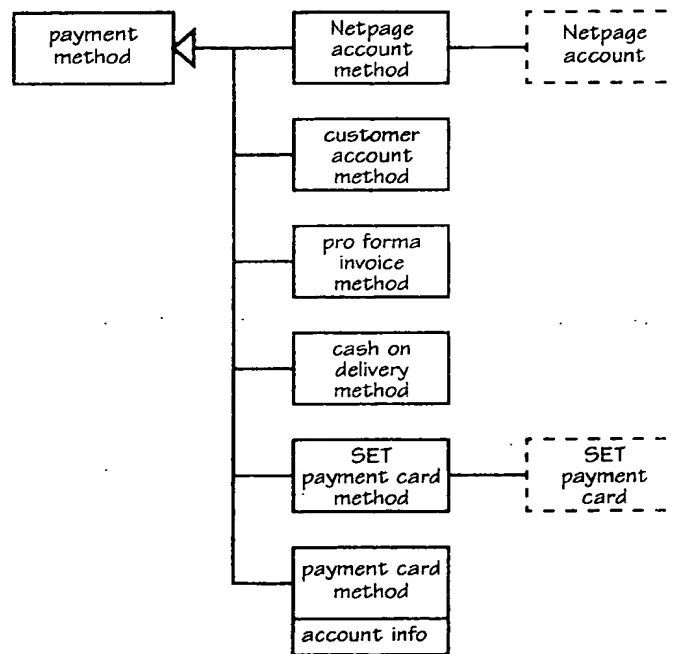 payment
method
Netpage
account
method
Netpage
account
customer
account
method
pro forma
invoice
method
cash on
delivery
method
SET
payment card
method
SET
payment
card
payment card
method
account info